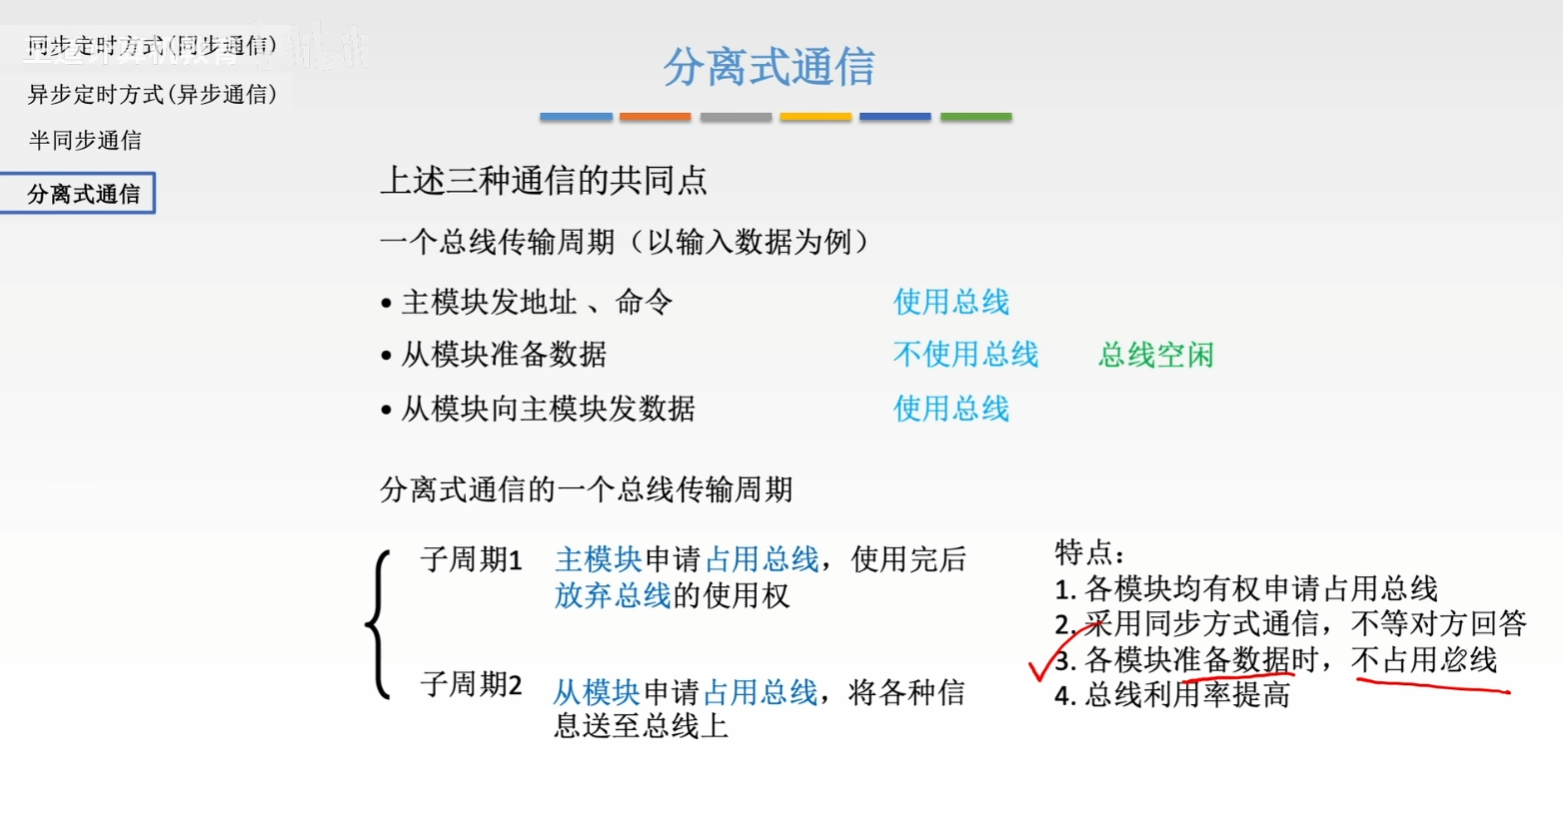 同步定时方式(同步通信)
异步定时方式(异步通信)
半同步通信
分离式通信
分离式通信
上述三种通信的共同点
一个总线传输周期（以输入数据为例）
• 主模块发地址 、命令 使用总线
• 从模块准备数据 不使用总线 总线空闲
• 从模块向主模块发数据 使用总线
分离式通信的一个总线传输周期
子周期1 主模块申请占用总线，使用完后
放弃总线的使用权
子周期2 从模块申请占用总线，将各种信
息送至总线上
特点：
1. 各模块均有权申请占用总线
2. 采用同步方式通信，不等对方回答
3. 各模块准备数据时，不占用总线
4. 总线利用率提高